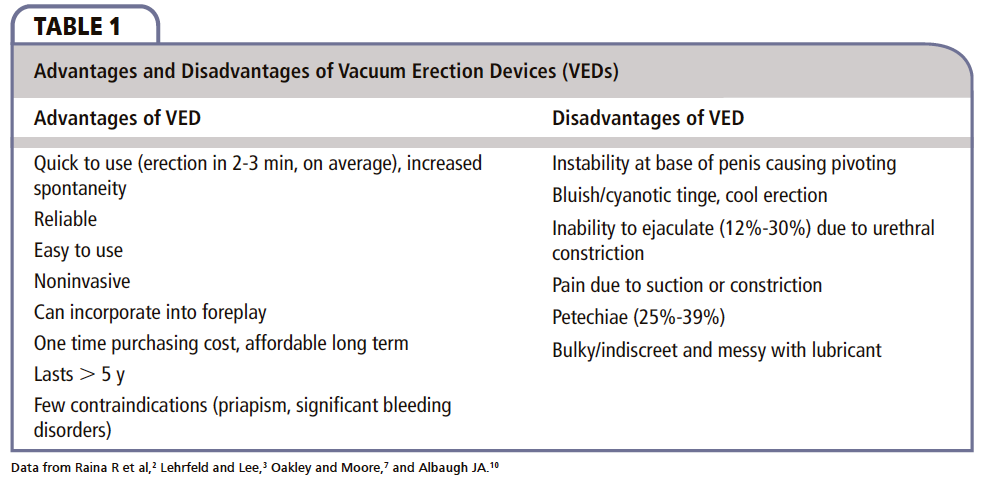 TABLE 1
Advantages and Disadvantages of Vacuum Erection Devices (VEDs)
Advantages of VED
Quick to use (erection in 2-3 min, on average), increased
spontaneity
Reliable
Easy to use
Noninvasive
Can incorporate into foreplay
One time purchasing cost, affordable long term
Lasts > 5 y
Few contraindications (priapism, significant bleeding
disorders)
Disadvantages of VED
Instability at base of penis causing pivoting
Bluish/cyanotic tinge, cool erection
Inability to ejaculate (12%-30%) due to urethral
constriction
Pain due to suction or constriction
Petechiae (25%-39%)
Bulky/indiscreet and messy with lubricant
Data from Raina R et al,² Lehrfeld and Lee,³ Oakley and Moore,⁷ and Albaugh JA.¹⁰